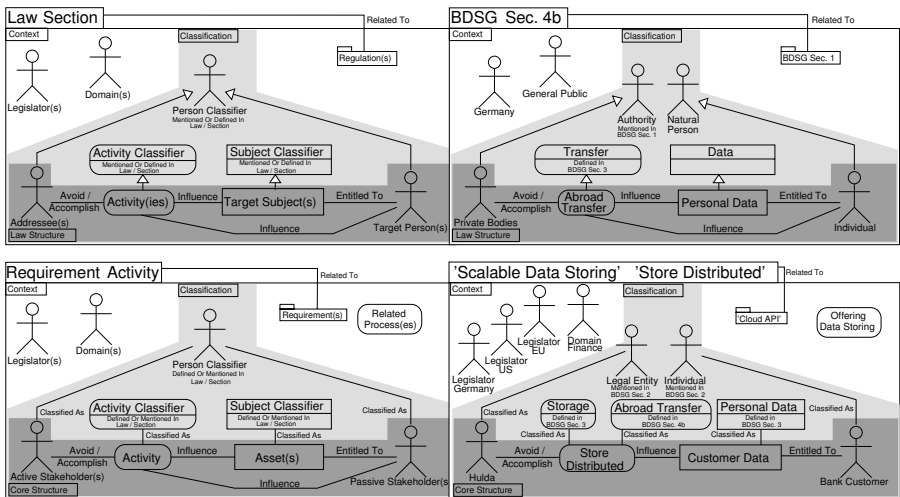 Law Section
Related To
Context
Classification
Regulation(s)
Legislator(s)
Domain(s)
Person Classifier
Mentioned Or Defined In
Law / Section
Activity Classifier
Mentioned Or Defined In
Law / Section
Subject Classifier
Mentioned Or Defined In
Law / Section
Avoid /
Accomplish
Activity(ies)
Influence
Target Subject(s)
Entitled To
Addressee(s)
Influence
Target Person(s)
Law Structure
BDSG Sec. 4b
Related To
Context
Classification
BDSG Sec. 1
Germany
General Public
Authority
Mentioned In
BDSG Sec. 1
Natural
Person
Transfer
Defined In
BDSG Sec. 3
Data
Avoid /
Accomplish
Abroad
Transfer
Influence
Personal Data
Entitled To
Private Bodies
Influence
Individual
Law Structure
Requirement Activity
Related To
Context
Classification
Requirement(s)
Related
Process(es)
Legislator(s)
Domain(s)
Person Classifier
Defined Or Mentioned In
Law / Section
Classified As
Activity Classifier
Defined Or Mentioned In
Law / Section
Subject Classifier
Defined Or Mentioned In
Law / Section
Classified As
Classified As
Classified As
Avoid /
Accomplish
Activity
Influence
Asset(s)
Entitled To
Active Stakeholder(s)
Influence
Passive Stakeholder(s)
Core Structure
'Scalable Data Storing' 'Store Distributed'
Related To
Context
Classification
'Cloud API'
Offering
Data Storing
Legislator
Germany
Legislator
US
Legislator
EU
Domain
Finance
Legal Entity
Mentioned In
BDSG Sec. 2
Individual
Mentioned In
BDSG Sec. 2
Classified As
Storage
Defined in
BDSG Sec. 3
Abroad Transfer
Defined in
BDSG Sec. 4b
Personal Data
Defined in
BDSG Sec. 3
Classified As
Classified As
Classified As
Classified As
Avoid /
Accomplish
Store
Distributed
Influence
Customer Data
Entitled To
Hulda
Bank Customer
Core Structure